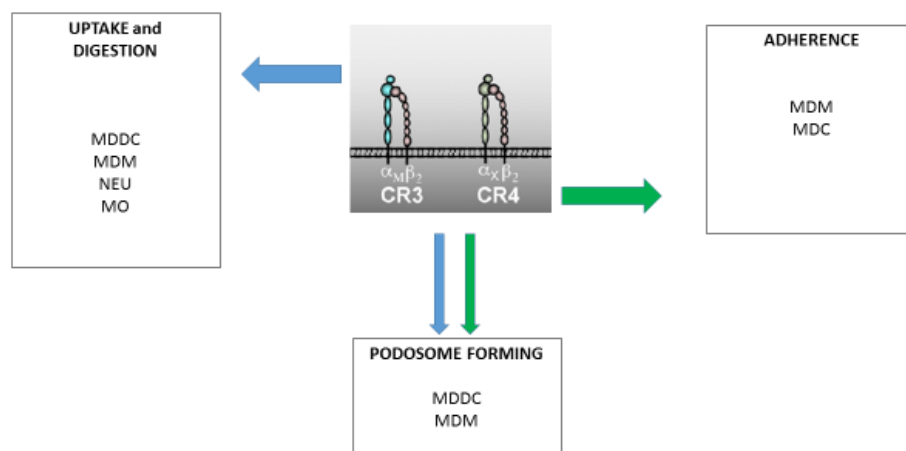 UPTAKE and
DIGESTION
MDDC
MDM
NEU
MO
αMβ2
CR3
αXβ2
CR4
ADHERENCE
MDM
MDC
PODOSOME FORMING
MDDC
MDM